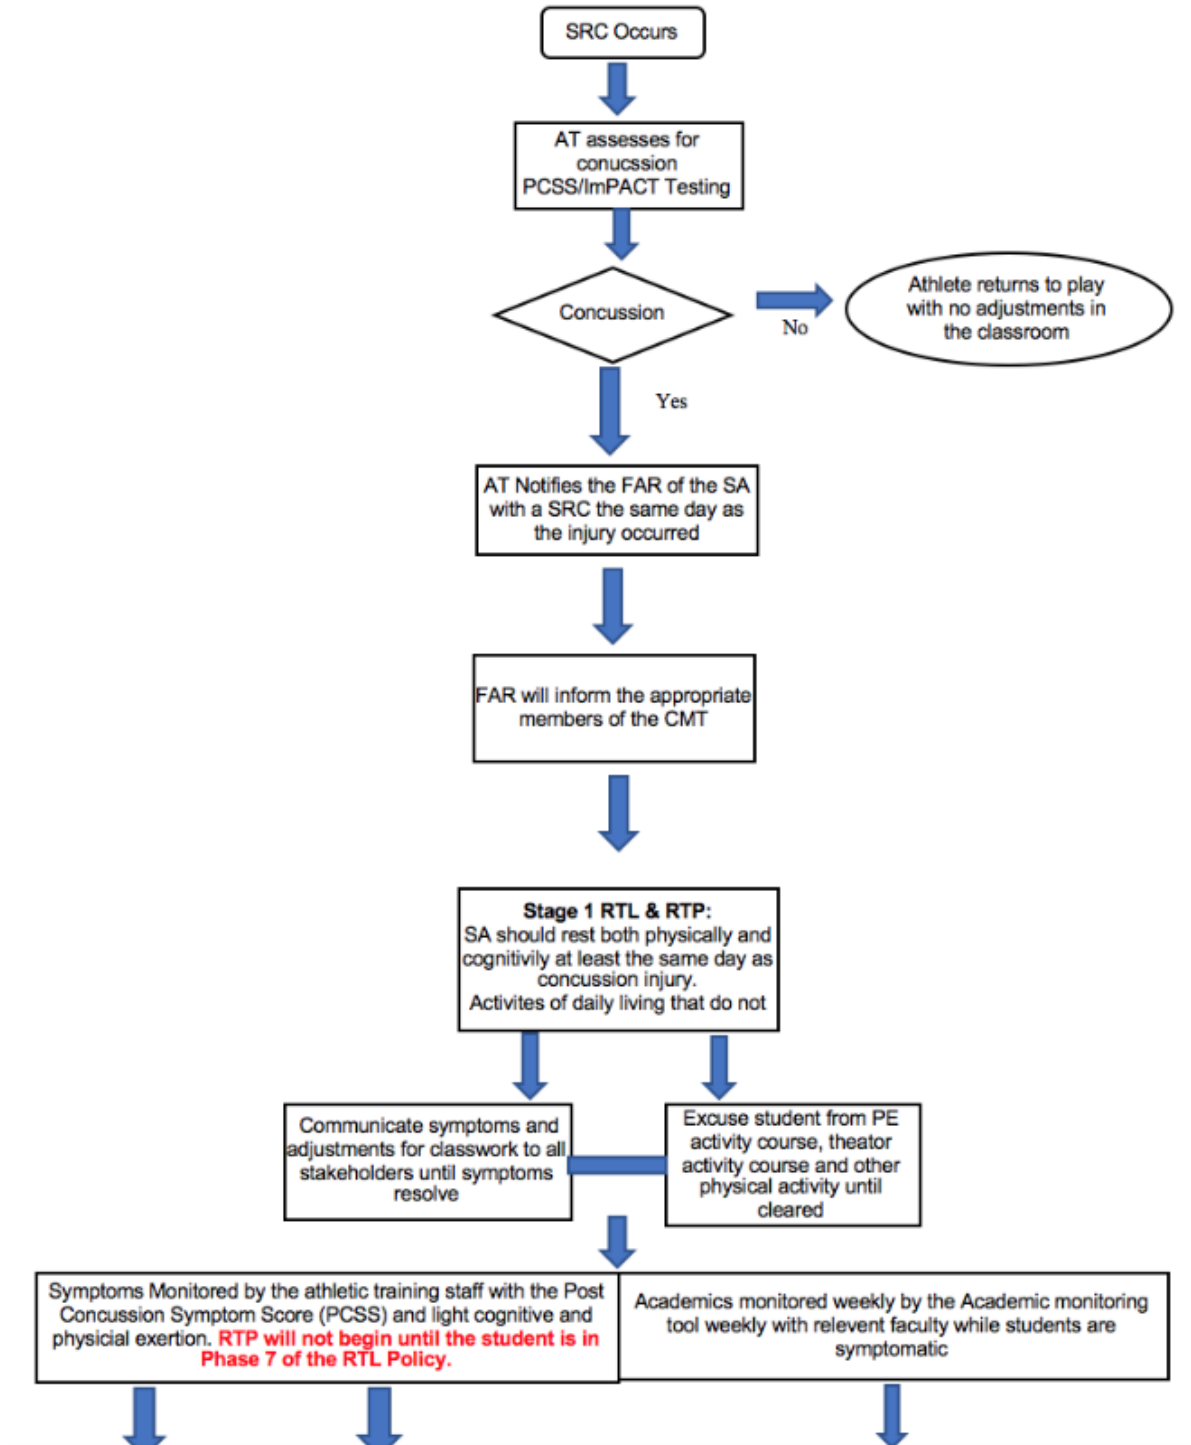 SRC Occurs
AT assesses for
conucssion
PCSS/ImPACT Testing
Concussion
No
Athlete returns to play
with no adjustments in
the classroom
Yes
AT Notifies the FAR of the SA
with a SRC the same day as
the injury occurred
FAR will inform the appropriate
members of the CMT
Stage 1 RTL & RTP:
SA should rest both physically and
cognitivily at least the same day as
concussion injury.
Activites of daily living that do not
Communicate symptoms and
adjustments for classwork to all
stakeholders until symptoms
resolve
Excuse student from PE
activity course, theator
activity course and other
physical activity until
cleared
Symptoms Monitored by the athletic training staff with the Post
Concussion Symptom Score (PCSS) and light cognitive and
physicial exertion. RTP will not begin until the student is in
Phase 7 of the RTL Policy.
Academics monitored weekly by the Academic monitoring
tool weekly with relevent faculty while students are
symptomatic